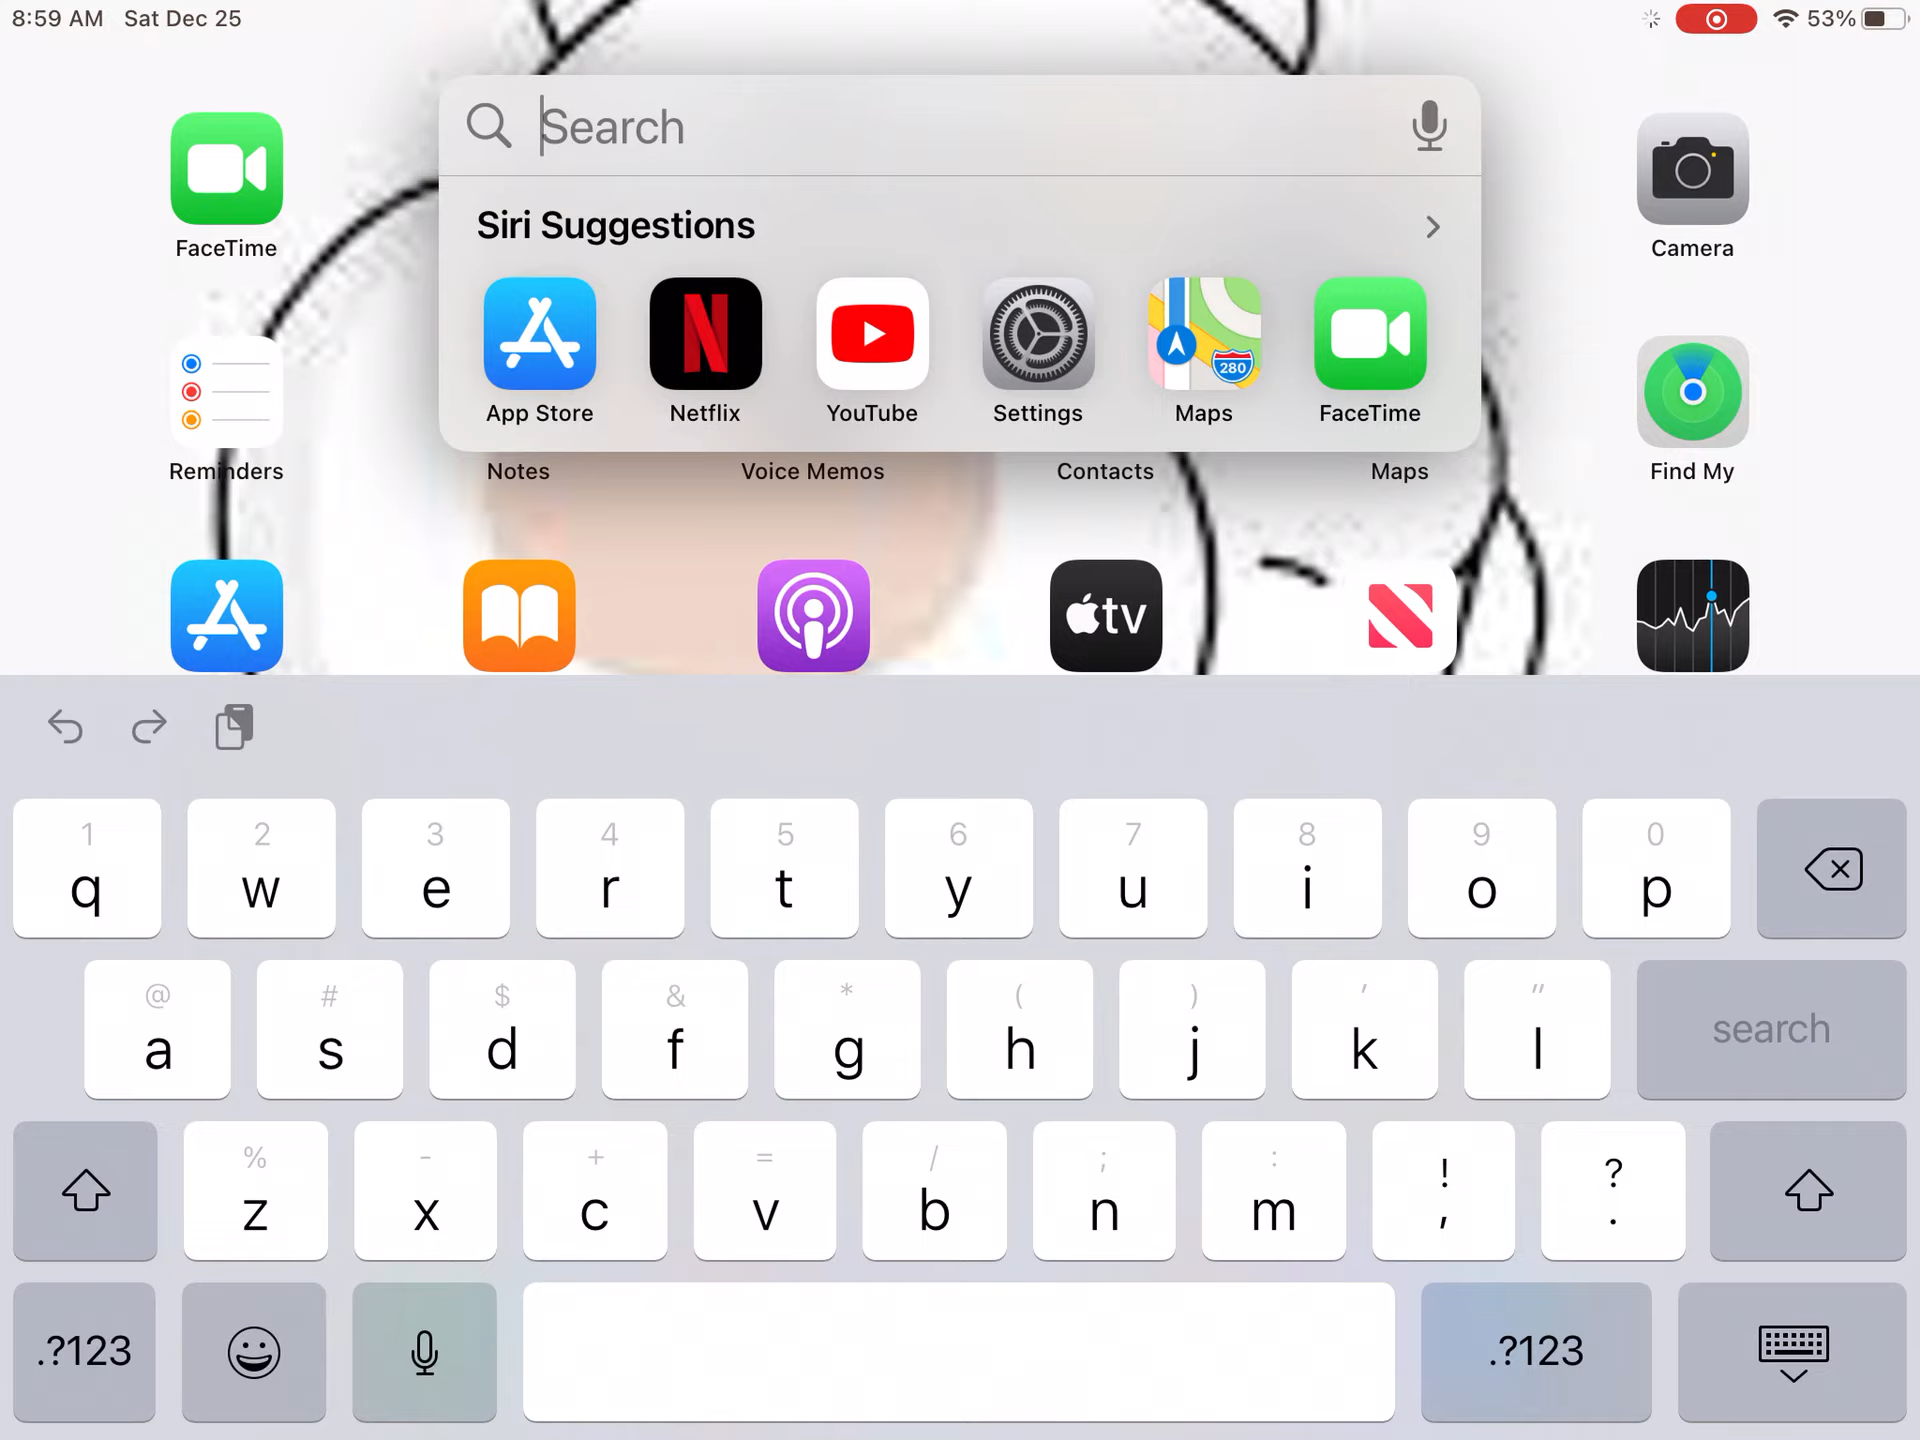 8:59 AM Sat Dec 25 53%
Search
FaceTime Camera
Siri Suggestions
N 280
App Store Netflix YouTube Settings Maps FaceTime
Reminders Notes Voice Memos Contacts Maps Find My
tv
1 2 3 4 5 6 7 8 9 0
q w e r t y u i o p
@ # $ & * ( ) ' "
a s d f g h j k l search
% - + = / ; : ! ?
z x c v b n m , .
.?123 .?123